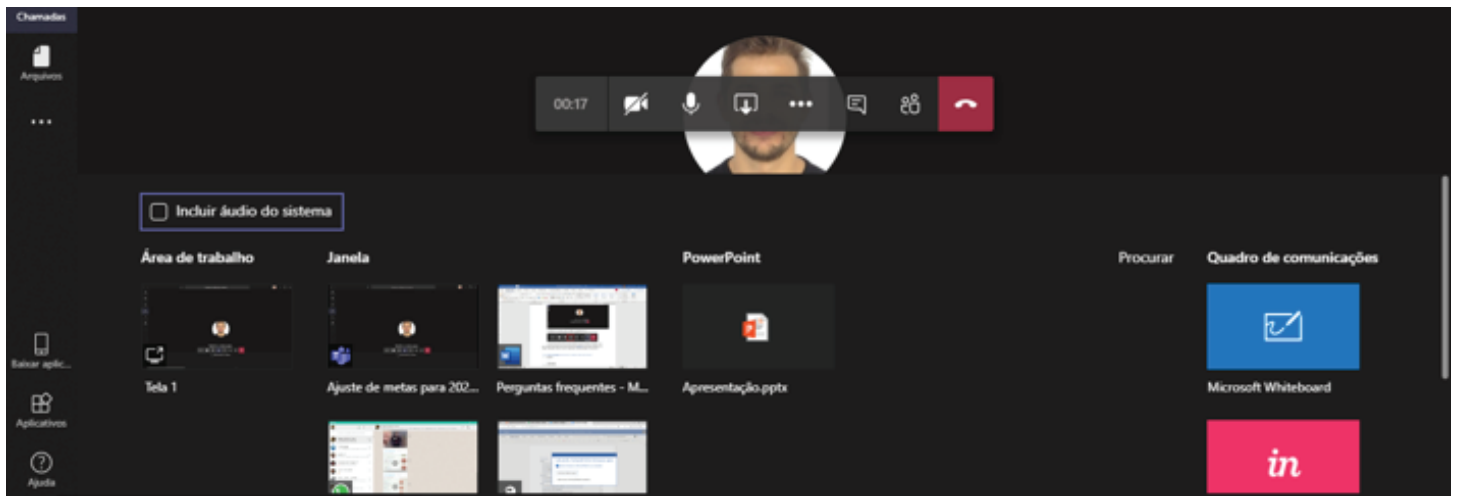 Chamadas
Arquivos
00:17
Incluir áudio do sistema
Área de trabalho
Janela
PowerPoint
Procurar
Quadro de comunicações
Tela 1
Ajuste de metas para 202...
Perguntas frequentes - M...
Apresentação.pptx
Microsoft Whiteboard
in
Baixar aplic...
Aplicativos
Ajuda